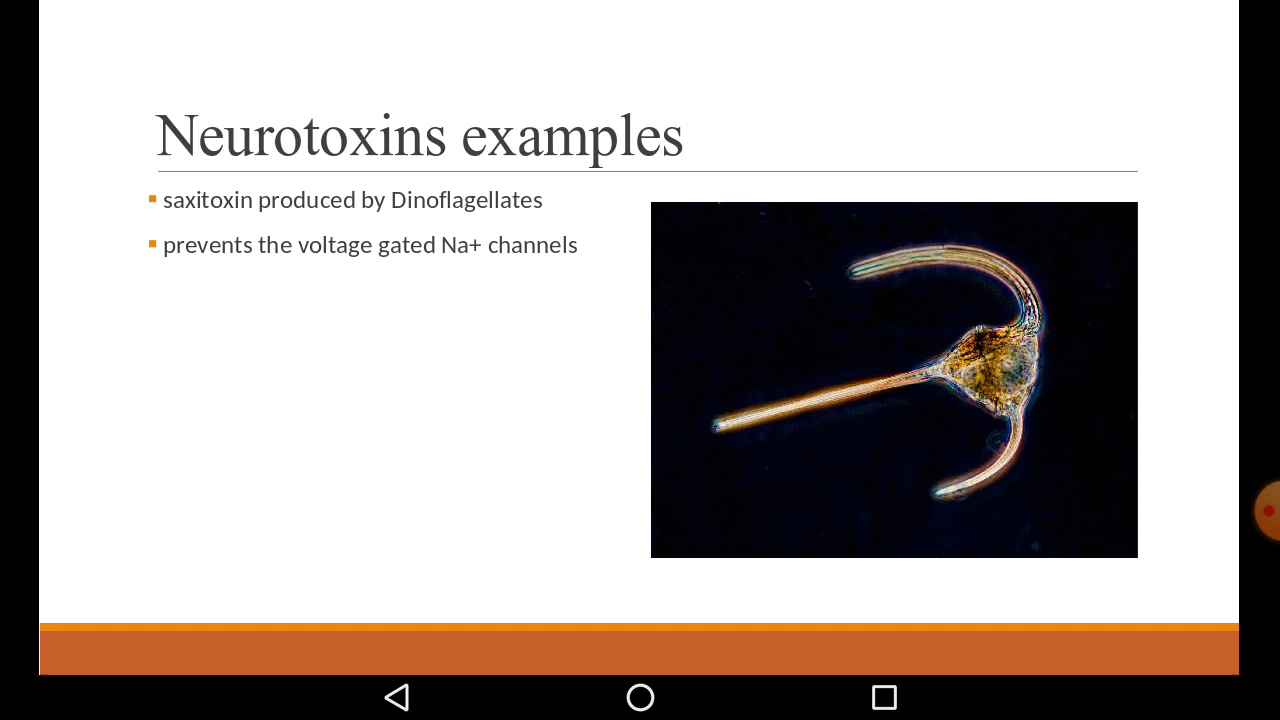 Neurotoxins examples
saxitoxin produced by Dinoflagellates
prevents the voltage gated Na+ channels